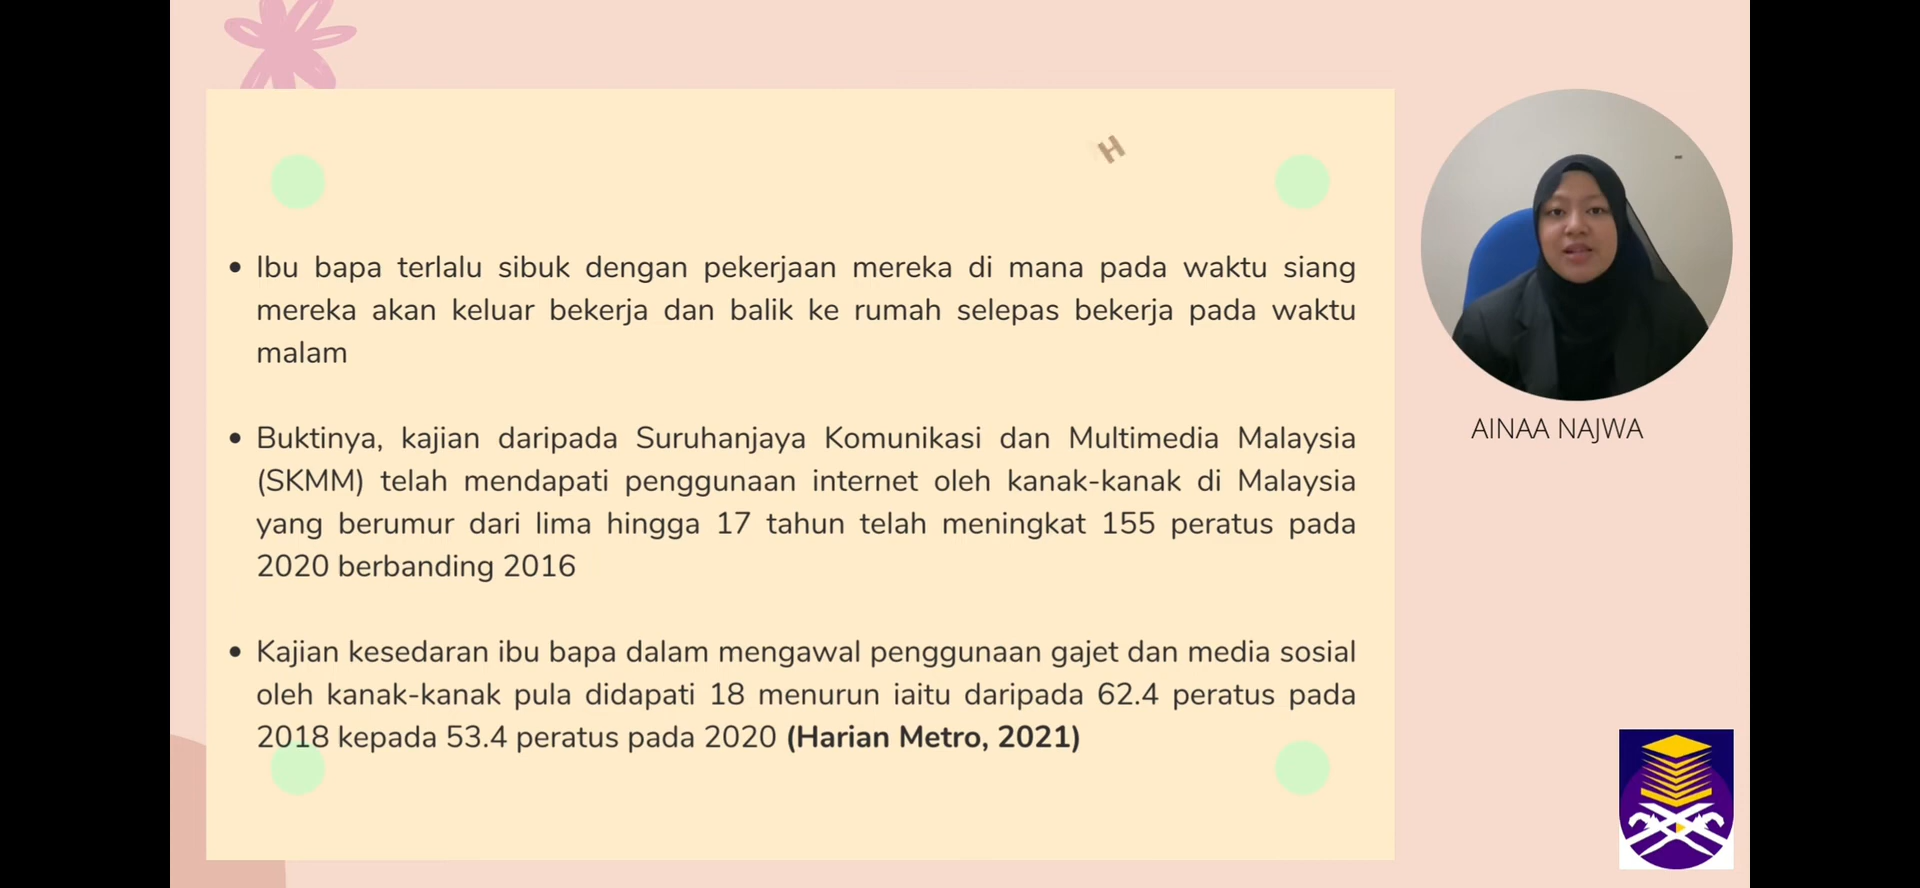 H
Ibu bapa terlalu sibuk dengan pekerjaan mereka di mana pada waktu siang
mereka akan keluar bekerja dan balik ke rumah selepas bekerja pada waktu
malam
Buktinya, kajian daripada Suruhanjaya Komunikasi dan Multimedia Malaysia
(SKMM) telah mendapati penggunaan internet oleh kanak-kanak di Malaysia
yang berumur dari lima hingga 17 tahun telah meningkat 155 peratus pada
2020 berbanding 2016
Kajian kesedaran ibu bapa dalam mengawal penggunaan gajet dan media sosial
oleh kanak-kanak pula didapati 18 menurun iaitu daripada 62.4 peratus pada
2018 kepada 53.4 peratus pada 2020 (Harian Metro, 2021)
AINAA NAJWA